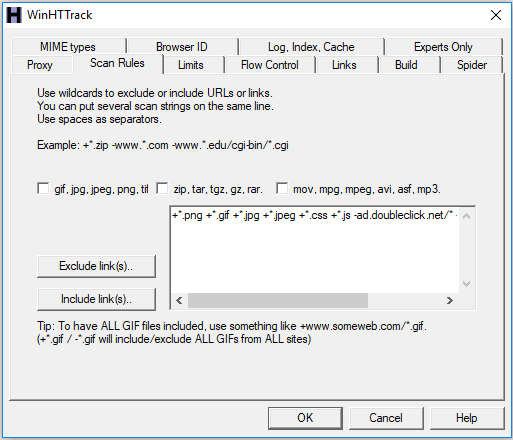 WinHTTrack
MIME types
Browser ID
Log, Index, Cache
Experts Only
Proxy
Scan Rules
Limits
Flow Control
Links
Build
Spider
Use wildcards to exclude or include URLs or links.
You can put several scan strings on the same line.
Use spaces as separators.
Example: +*.zip -www.*.com -www.*.edu/cgi-bin/*.cgi
gif, jpg, jpeg, png, tif
zip, tar, tgz, gz, rar.
mov, mpg, mpeg, avi, asf, mp3.
+*.png +*.gif +*.jpg +*.jpeg +*.css +*.js -ad.doubleclick.net/* -
Exclude link(s)..
Include link(s)..
Tip: To have ALL GIF files included, use something like +www.someweb.com/*.gif.
(+*.gif / -*.gif will include/exclude ALL GIFs from ALL sites)
OK
Cancel
Help